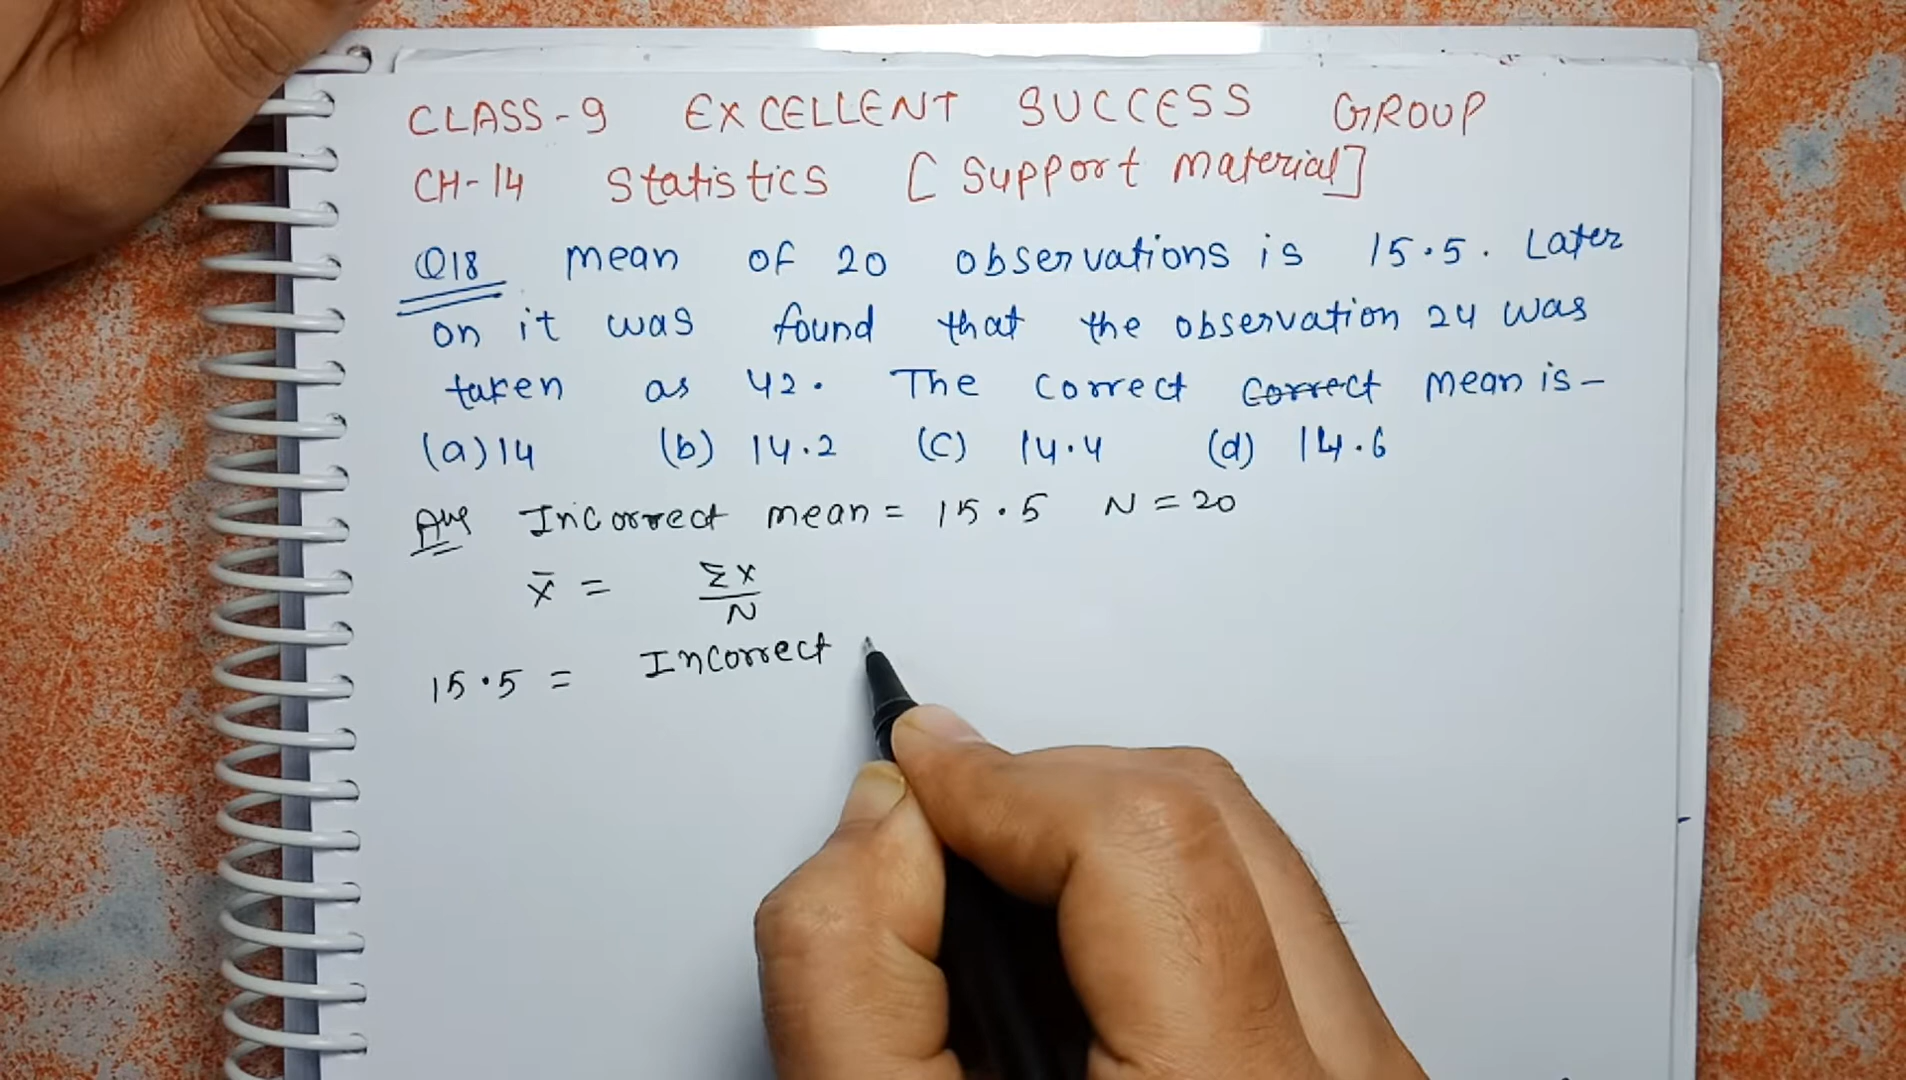 CLASS-9 EXCELLENT SUCCESS GROUP
CH-14 Statistics [Support Material]
Q18 Mean of 20 observations is 15.5. Later
on it was found that the observation 24 was
taken as 42. The correct correct mean is-
(a) 14 (b) 14.2 (c) 14.4 (d) 14.6
Ans Incorrect mean = 15.5 N = 20
x̄ = Σx/N
15.5 = Incorrect